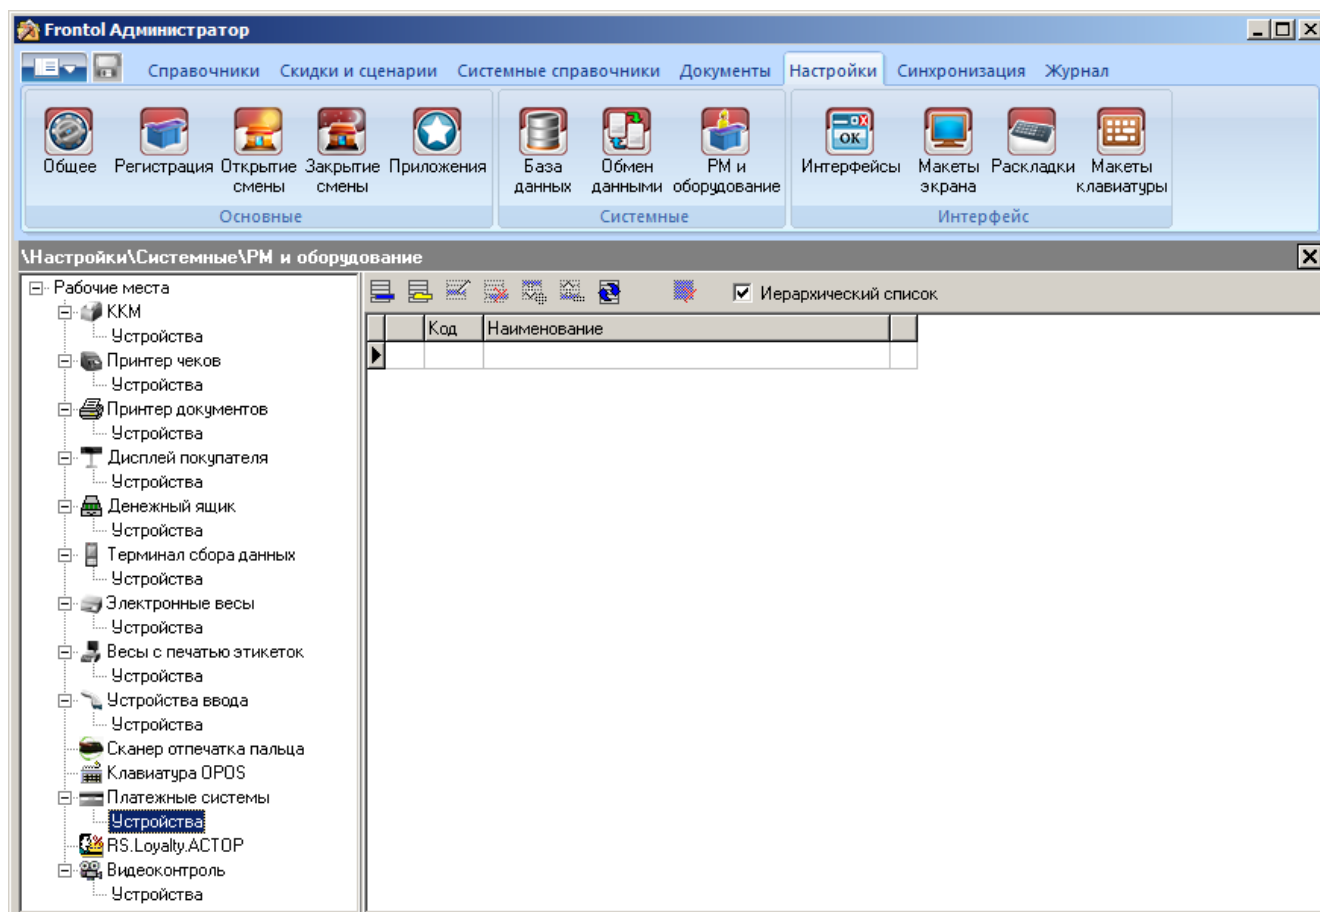 Frontol Администратор
Справочники Скидки и сценарии Системные справочники Документы Настройки Синхронизация Журнал
Общее Регистрация Открытие смены Закрытие смены Приложения База данных Обмен данными РМ и оборудование Интерфейсы Макеты экрана Раскладки Макеты клавиатуры
Основные Системные Интерфейс
\Настройки\Системные\РМ и оборудование
Рабочие места
ККМ
Устройства
Принтер чеков
Устройства
Принтер документов
Устройства
Дисплей покупателя
Устройства
Денежный ящик
Устройства
Терминал сбора данных
Устройства
Электронные весы
Устройства
Весы с печатью этикеток
Устройства
Устройства ввода
Устройства
Сканер отпечатка пальца
Клавиатура OPOS
Платежные системы
Устройства
RS.Loyalty.АСТОР
Видеоконтроль
Устройства
Иерархический список
Код Наименование